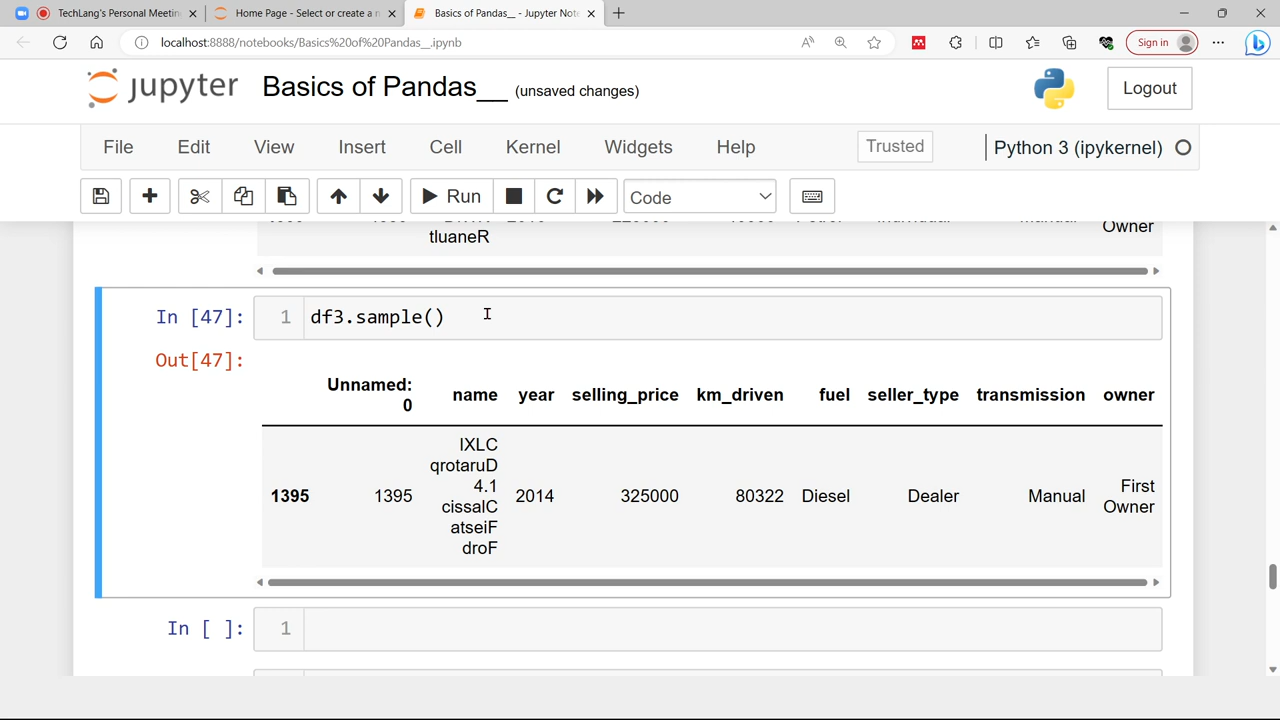 TechLang's Personal Meetin
Home Page - Select or create a n
Basics of Pandas__ - Jupyter Note
localhost:8888/notebooks/Basics%20of%20Pandas__.ipynb
Sign in
jupyter Basics of Pandas__ (unsaved changes)
Logout
File Edit View Insert Cell Kernel Widgets Help Trusted Python 3 (ipykernel)
Run Code
Owner
tluaneR
In [47]: 1 df3.sample()
Out[47]:
Unnamed: 0 name year selling_price km_driven fuel seller_type transmission owner
IXLC
qrotaruD
1395 1395 4.1 2014 325000 80322 Diesel Dealer Manual First Owner
cissalC
atseiF
droF
In [ ]: 1